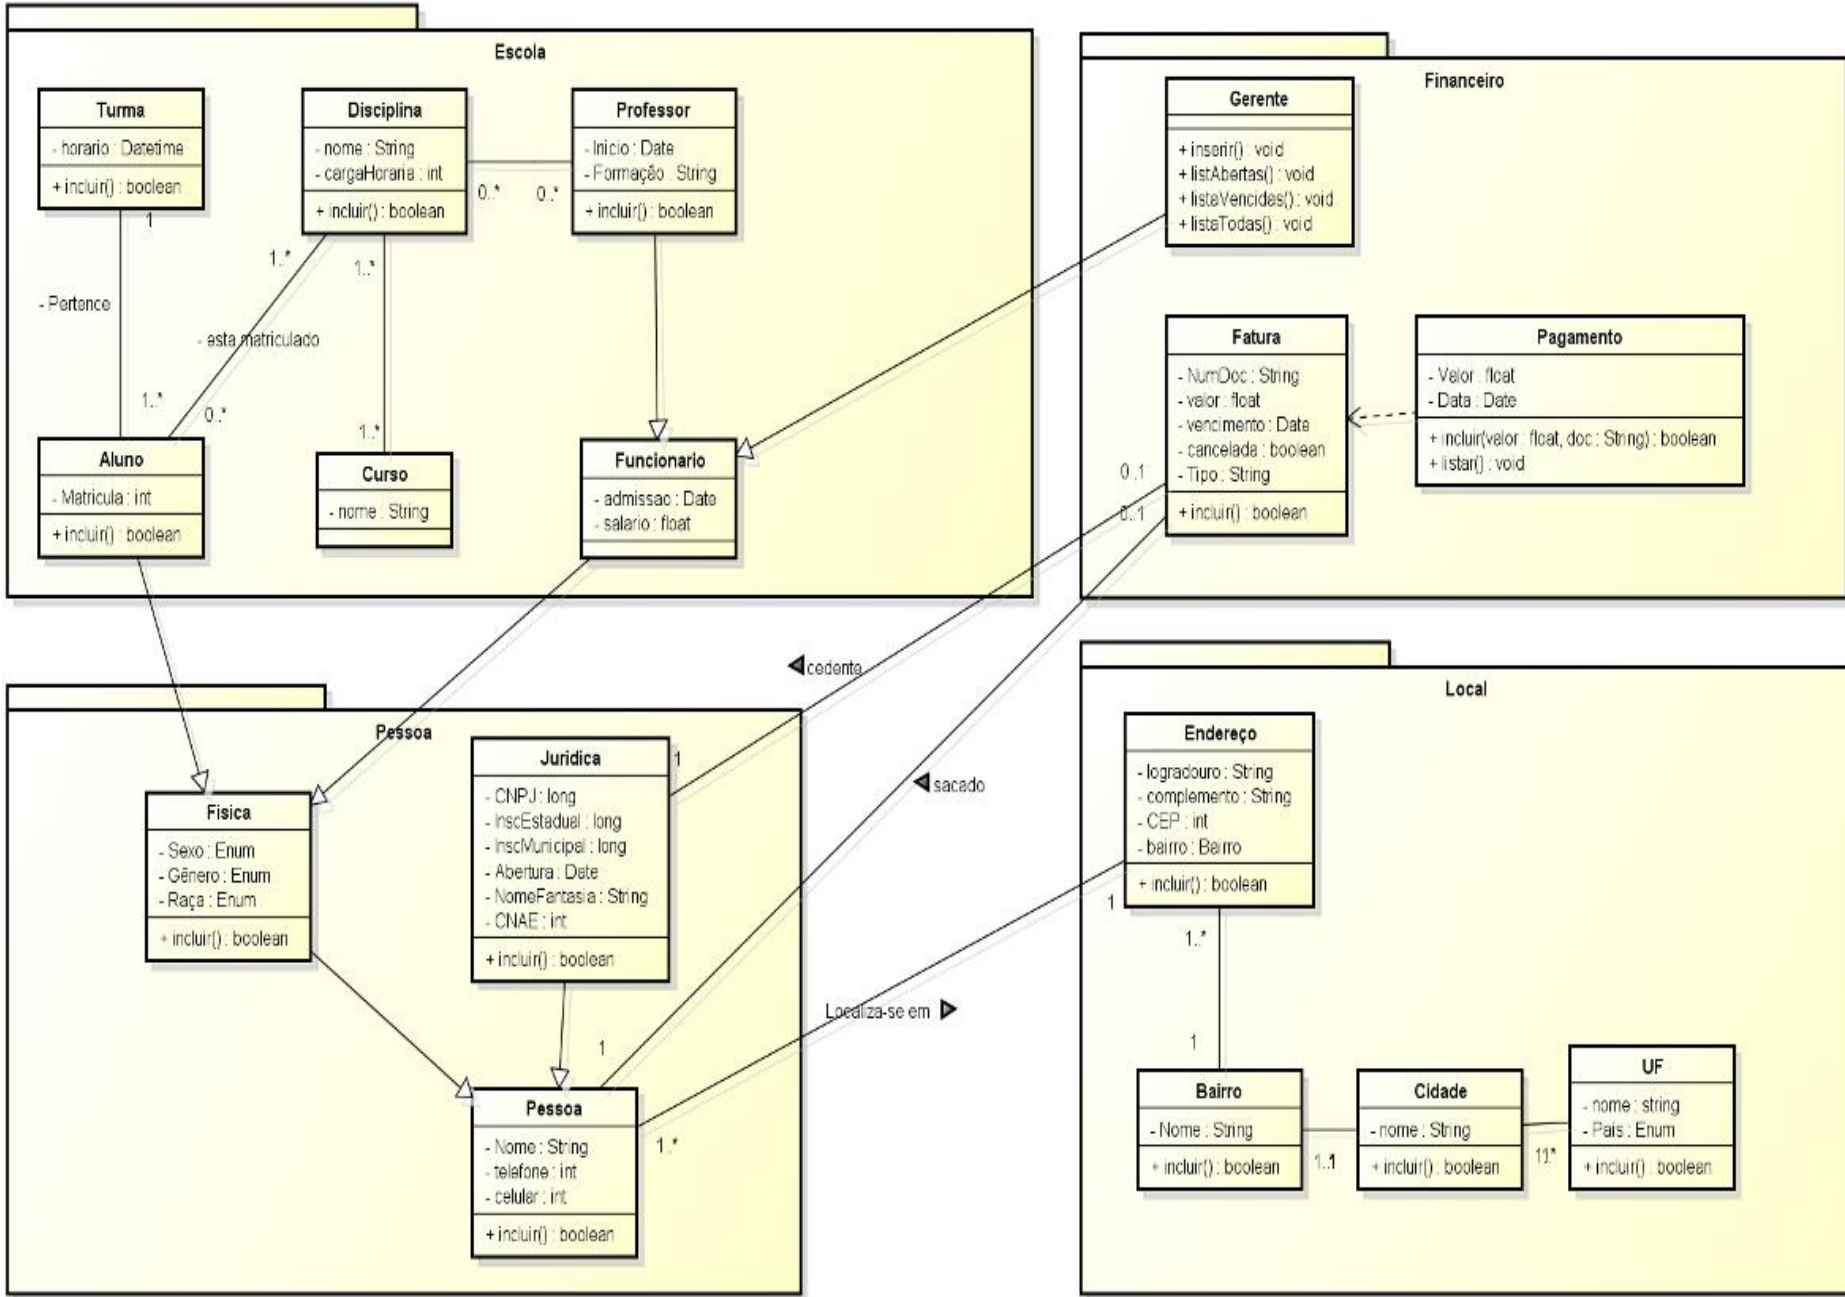 Escola
Turma
- horario : Datetime
+ incluir() : boolean
Disciplina
- nome : String
- cargaHoraria : int
+ incluir() : boolean
Professor
- Inicio : Date
- Formação : String
+ incluir() : boolean
0..*
0..*
1
1..*
1..*
- Pertence
- esta matriculado
1..*
0..*
1..*
Aluno
- Matricula : int
+ incluir() : boolean
Curso
- nome : String
Funcionario
- admissao : Date
- salario : float
Financeiro
Gerente
+ inserir() : void
+ listAbertas() : void
+ listaVencidas() : void
+ listaTodas() : void
Fatura
- NumDoc : String
- valor : float
- vencimento : Date
- cancelada : boolean
- Tipo : String
+ incluir() : boolean
Pagamento
- Valor : float
- Data : Date
+ incluir(valor : float, doc : String) : boolean
+ listar() : void
0..1
0..1
cedente
sacado
Localiza-se em
Pessoa
Fisica
- Sexo : Enum
- Gênero : Enum
- Raça : Enum
+ incluir() : boolean
Juridica
- CNPJ : long
- InscEstadual : long
- InscMunicipal : long
- Abertura : Date
- NomeFantasia : String
- CNAE : int
+ incluir() : boolean
1
1
Pessoa
- Nome : String
- telefone : int
- celular : int
+ incluir() : boolean
1..*
Local
Endereço
- logradouro : String
- complemento : String
- CEP : int
- bairro : Bairro
+ incluir() : boolean
1
1..*
1
Bairro
- Nome : String
+ incluir() : boolean
Cidade
- nome : String
+ incluir() : boolean
UF
- nome : string
- Pais : Enum
+ incluir() : boolean